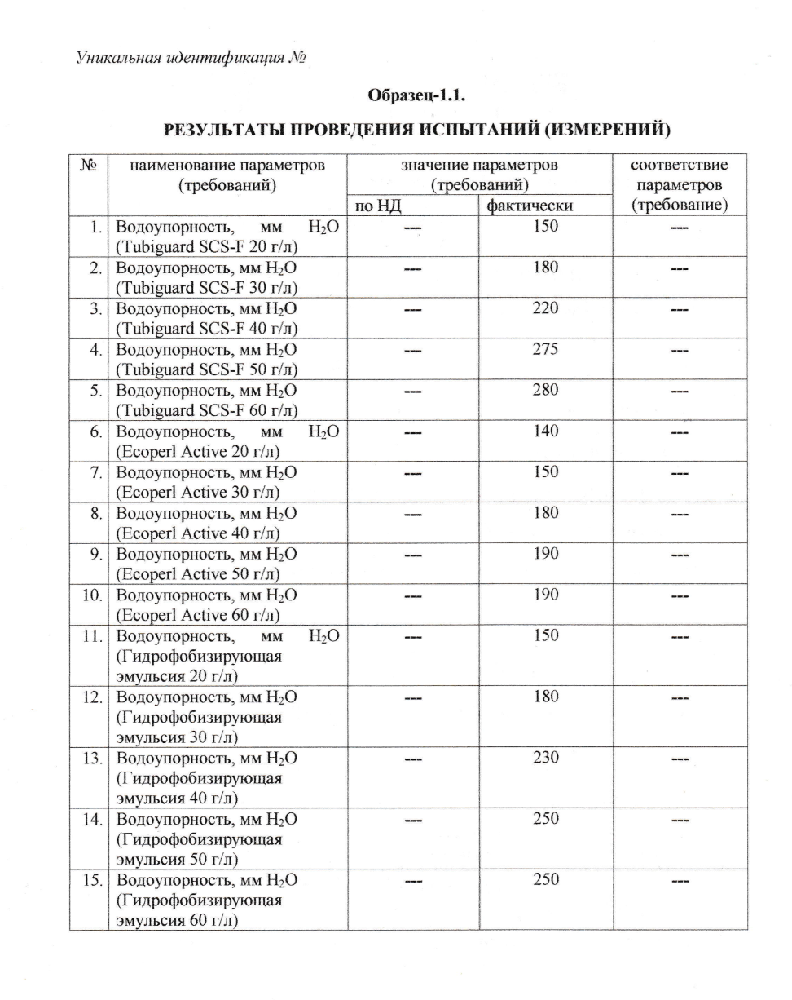 Уникальная идентификация №
Образец-1.1.
РЕЗУЛЬТАТЫ ПРОВЕДЕНИЯ ИСПЫТАНИЙ (ИЗМЕРЕНИЙ)
№ наименование параметров (требований) значение параметров (требований) соответствие параметров (требование)
по НД фактически
1. Водоупорность, мм H₂O --- 150 ---
(Tubiguard SCS-F 20 г/л)
2. Водоупорность, мм H₂O --- 180 ---
(Tubiguard SCS-F 30 г/л)
3. Водоупорность, мм H₂O --- 220 ---
(Tubiguard SCS-F 40 г/л)
4. Водоупорность, мм H₂O --- 275 ---
(Tubiguard SCS-F 50 г/л)
5. Водоупорность, мм H₂O --- 280 ---
(Tubiguard SCS-F 60 г/л)
6. Водоупорность, мм H₂O --- 140 ---
(Ecoperl Active 20 г/л)
7. Водоупорность, мм H₂O --- 150 ---
(Ecoperl Active 30 г/л)
8. Водоупорность, мм H₂O --- 180 ---
(Ecoperl Active 40 г/л)
9. Водоупорность, мм H₂O --- 190 ---
(Ecoperl Active 50 г/л)
10. Водоупорность, мм H₂O --- 190 ---
(Ecoperl Active 60 г/л)
11. Водоупорность, мм H₂O --- 150 ---
(Гидрофобизирующая
эмульсия 20 г/л)
12. Водоупорность, мм H₂O --- 180 ---
(Гидрофобизирующая
эмульсия 30 г/л)
13. Водоупорность, мм H₂O --- 230 ---
(Гидрофобизирующая
эмульсия 40 г/л)
14. Водоупорность, мм H₂O --- 250 ---
(Гидрофобизирующая
эмульсия 50 г/л)
15. Водоупорность, мм H₂O --- 250 ---
(Гидрофобизирующая
эмульсия 60 г/л)